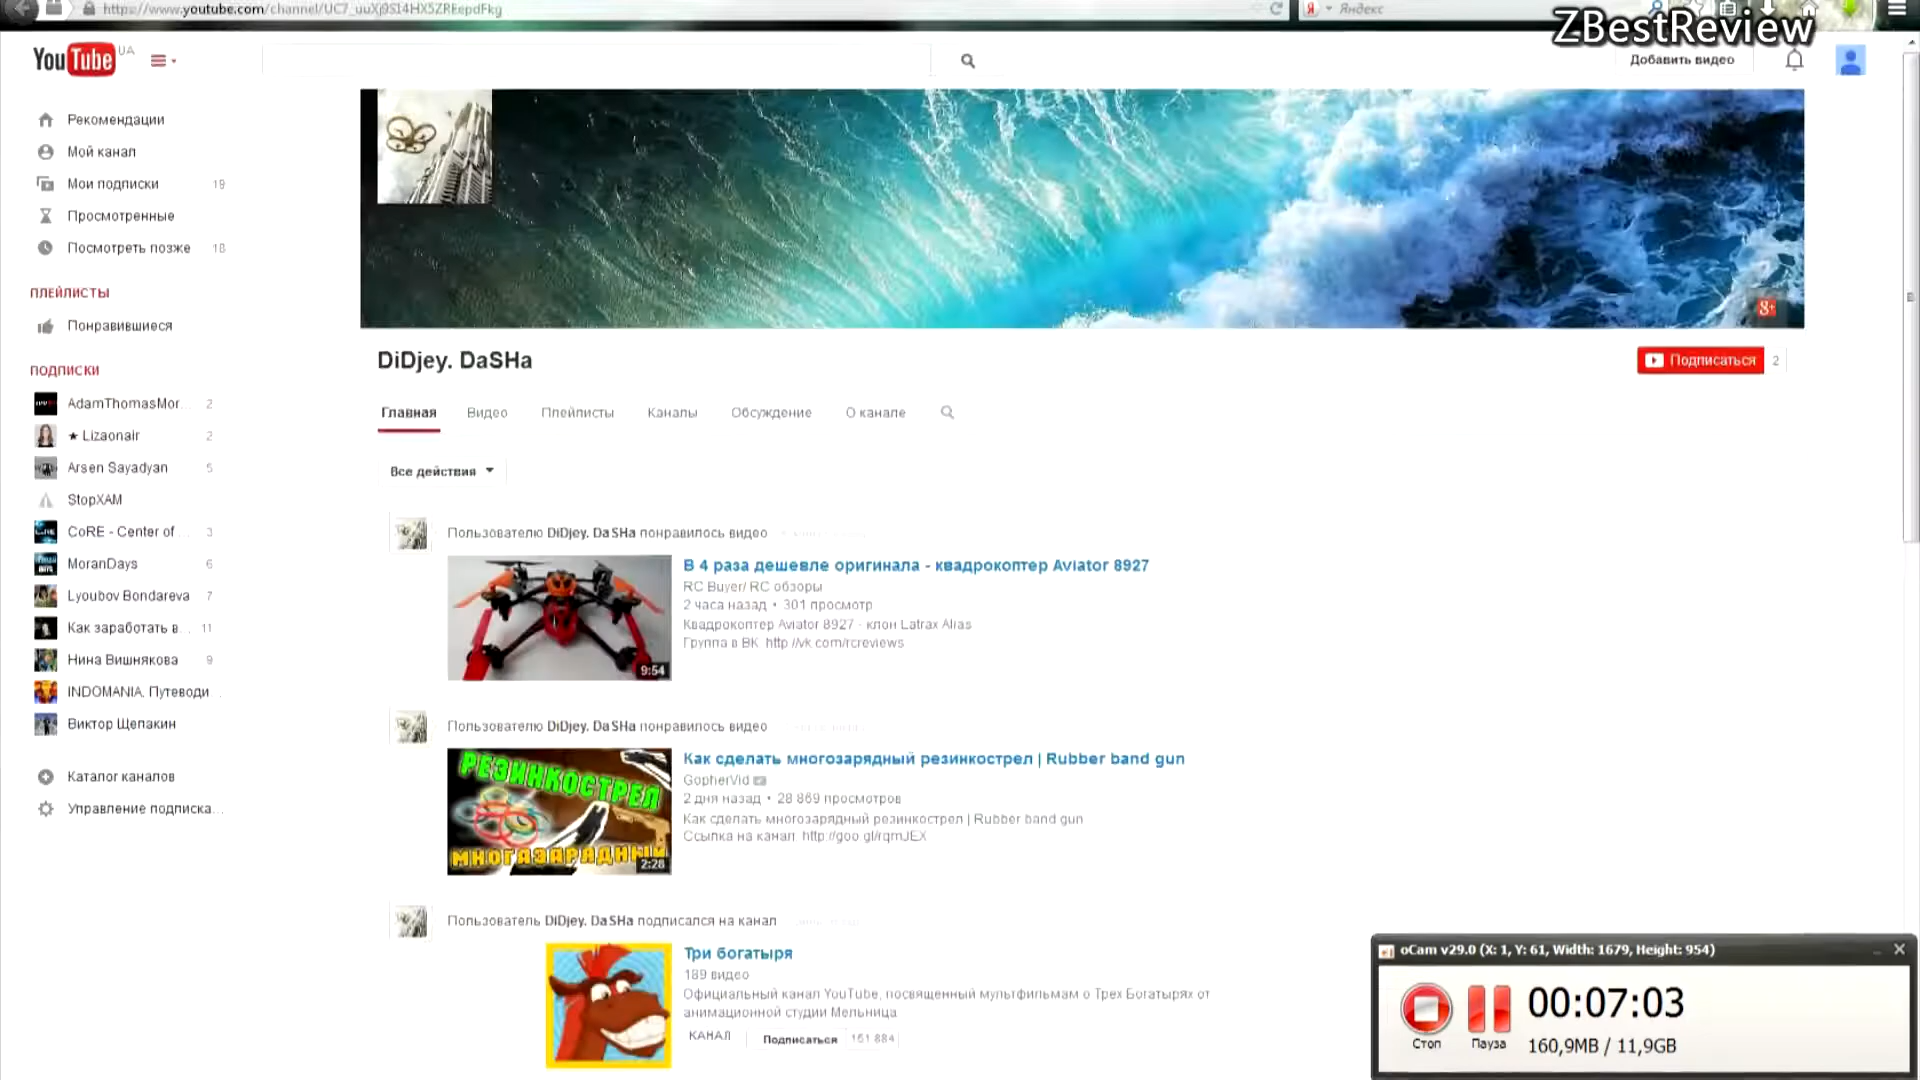 https://www.youtube.com/channel/UC7_uuXj9S14HX5ZREepdFkg
Яндекс
ZBestReview
YouTube UA
Добавить видео
Рекомендации
Мой канал
Мои подписки 19
Просмотренные
Посмотреть позже 18
ПЛЕЙЛИСТЫ
Понравившиеся
ПОДПИСКИ
AdamThomasMor... 2
★ Lizaonair 2
Arsen Sayadyan 5
StopXAM
CoRE - Center of ... 3
MoranDays 6
Lyoubov Bondareva 7
Как заработать в... 11
Нина Вишнякова 9
INDOMANIA. Путеводи...
Виктор Щепакин
Каталог каналов
Управление подписка...
DiDjey. DaSHa
Подписаться 2
Главная Видео Плейлисты Каналы Обсуждение О канале
Все действия
Пользователю DiDjey. DaSHa понравилось видео
В 4 раза дешевле оригинала - квадрокоптер Aviator 8927
RC Buyer/ RC обзоры
2 часа назад • 301 просмотр
Квадрокоптер Aviator 8927 - клон Latrax Alias
Группа в ВК http://vk.com/rcreviews
9:54
Пользователю DiDjey. DaSHa понравилось видео
РЕЗИНКОСТРЕЛ
МНОГАЗАРЯДНЫЙ
2:28
Как сделать многозарядный резинкострел | Rubber band gun
GopherVid
2 дня назад • 28 869 просмотров
Как сделать многозарядный резинкострел | Rubber band gun
Ссылка на канал: http://goo.gl/rqmJEX
Пользователь DiDjey. DaSHa подписался на канал
Три богатыря
189 видео
Официальный канал YouTube, посвященный мультфильмам о Трех Богатырях от
анимационной студии Мельница
КАНАЛ Подписаться 151 884
oCam v29.0 (X: 1, Y: 61, Width: 1679, Height: 954)
00:07:03
Стоп Пауза 160,9MB / 11,9GB